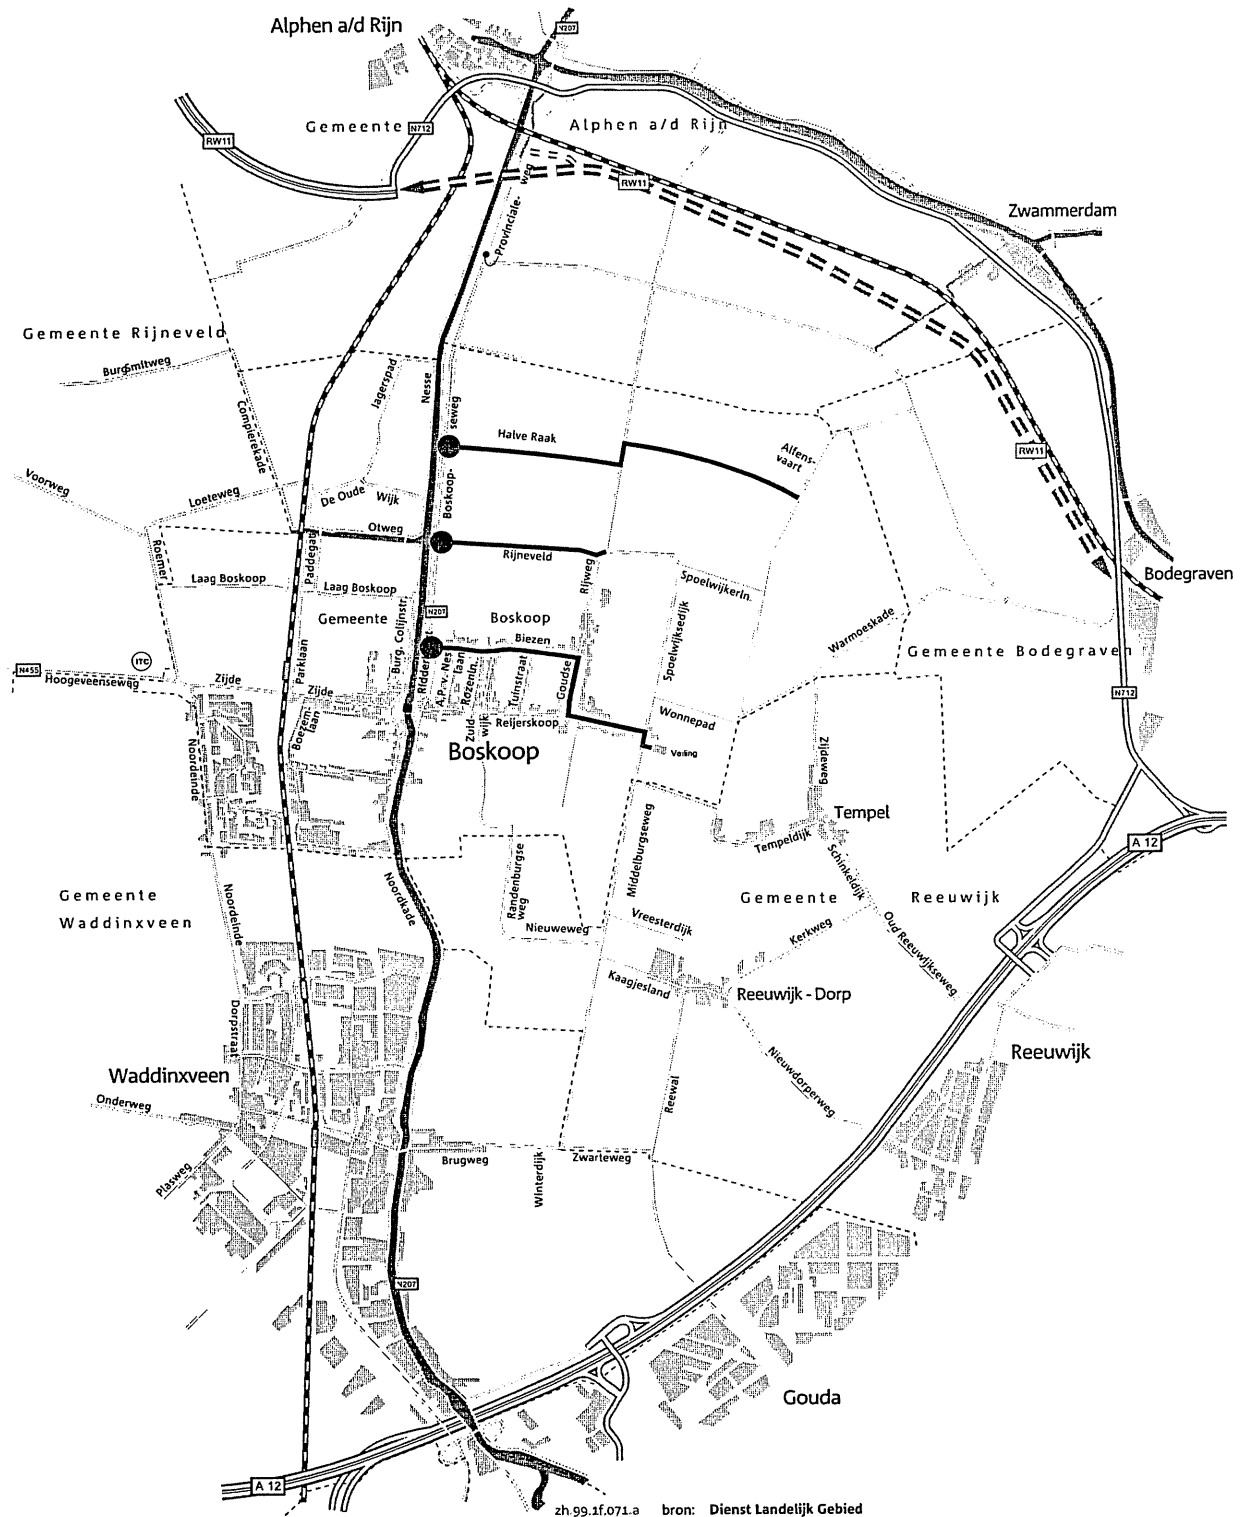 Alphen a/d Rijn
N207
Gemeente
N712
Alphen a/d Rijn
RW11
RW11
Provinciale-
weg
Zwammerdam
Gemeente Rijneveld
Burg Smitweg
Compierekade
Jagerspad
Nesse
Boskoop-
seweg
Halve Raak
Alfens-
vaart
RW11
Voorweg
Loeteweg
De Oude
Wijk
Otweg
Rijneveld
Roemer
Paddegat
Laag Boskoop
Laag Boskoop
Rijweg
Spoelwijkerln.
Bodegraven
Gemeente
Boskoop
N207
Burg. Colijnstr.
Biezen
Spoelwijksedijk
Warmoeskade
Gemeente Bodegraven
ITC
N455
Hoogeveenseweg
Zijde
Parklaan
Zijde
Boezem-
laan
A.P.v. Nes
laan
Rozenln.
Tuinstraat
Goudse
Zuid-
wijk
Reijerskoop
Wonnepad
Veiling
N712
Noordeinde
Boskoop
Zijdeweg
Tempel
Tempeldijk
Schinkeldijk
A 12
Middelburgseweg
Gemeente
Waddinxveen
Noordeinde
Noordkade
Randenburgse
weg
Nieuweweg
Vreesterdijk
Gemeente
Reeuwijk
Kerkweg
Oud Reeuwijkseweg
Kaagjesland
Reeuwijk - Dorp
Dorpstraat
Reeuwijk
Waddinxveen
Onderweg
Nieuwdorperweg
Reewal
Plasweg
Brugweg
Winterdijk
Zwarteweg
N207
Gouda
A 12
zh.99.1f.071.a bron: Dienst Landelijk Gebied